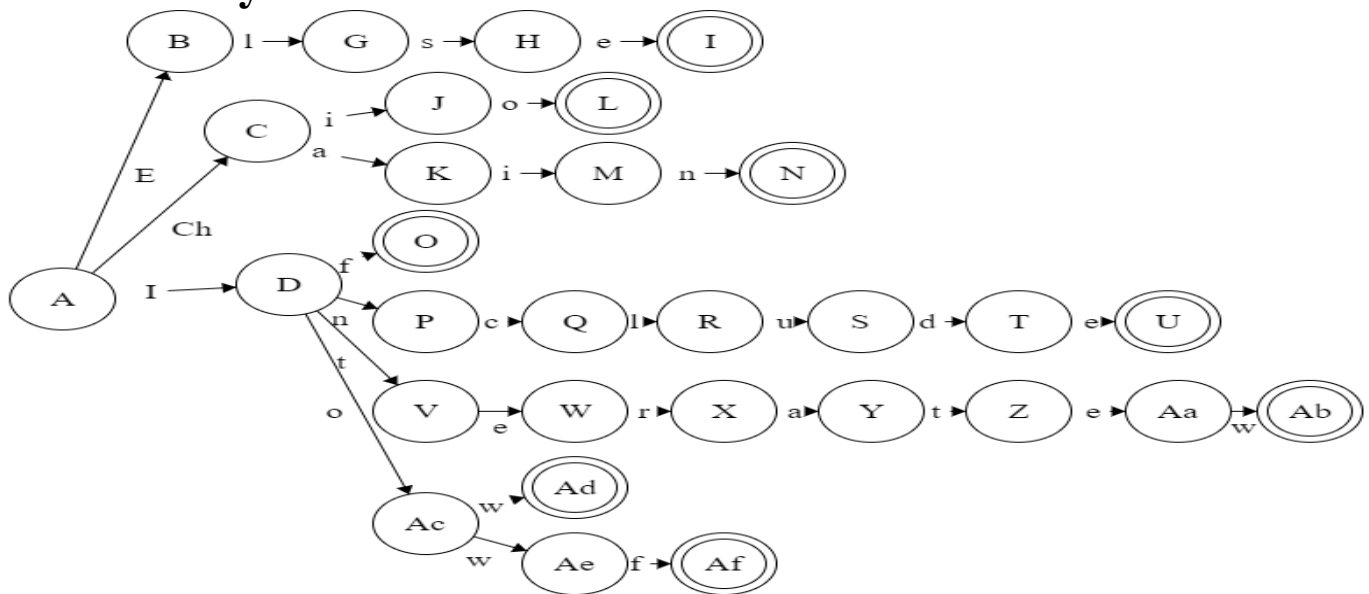 y
B l G s H e I
J o L
C i
a K i M n N
E
Ch
O
f
A I D
n P c Q l R u S d T e U
t
o V e W r X a Y t Z e Aa w Ab
Ad
Ac w
w Ae f Af